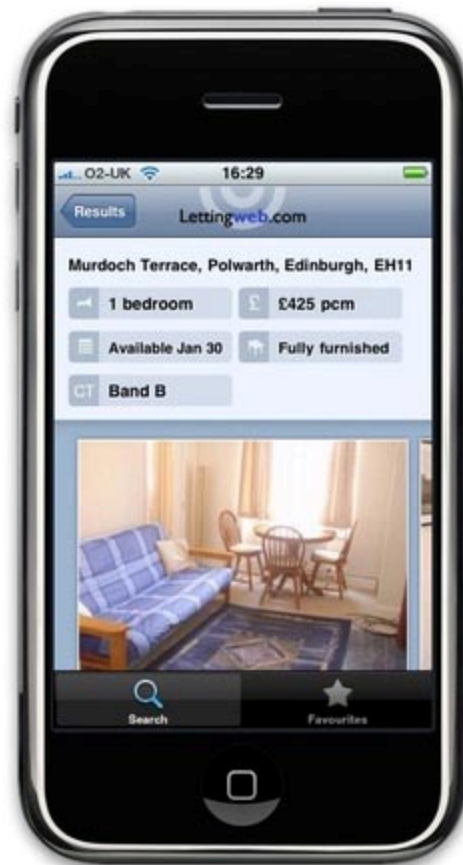 O2-UK 16:29
Results Lettingweb.com
Murdoch Terrace, Polwarth, Edinburgh, EH11
1 bedroom £ £425 pcm
Available Jan 30 Fully furnished
CT Band B
Search Favourites